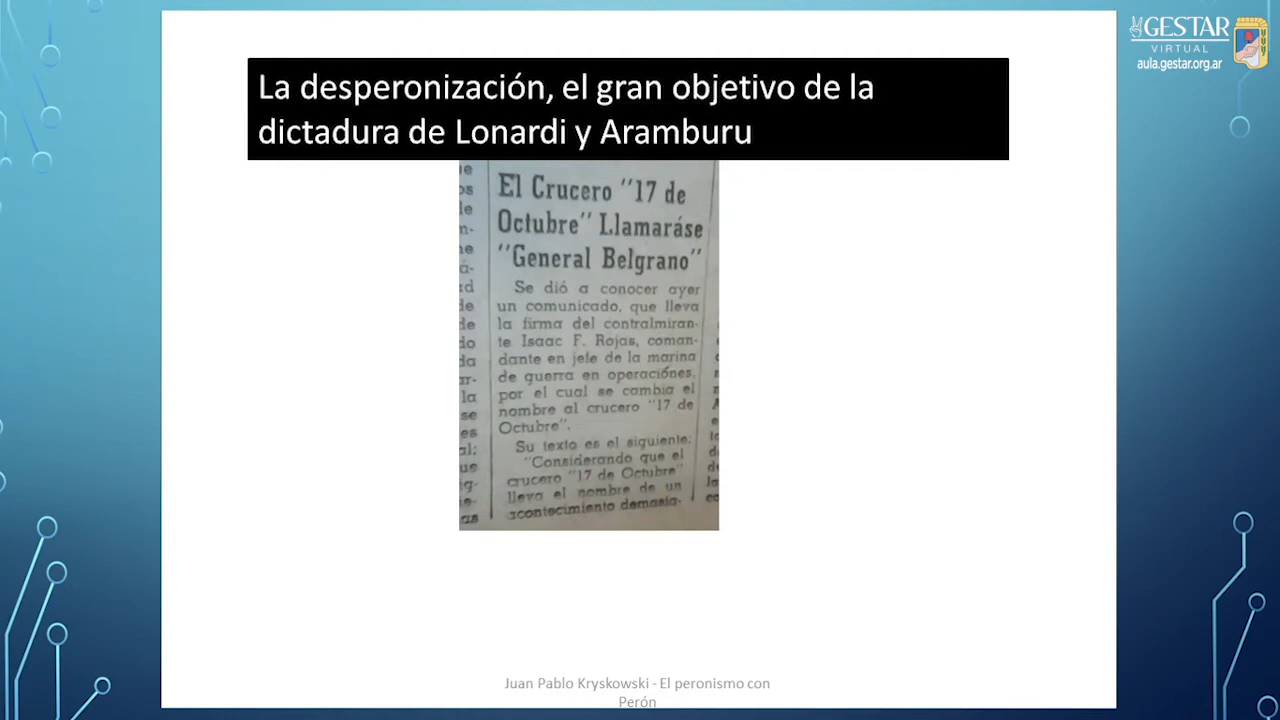 GESTAR
VIRTUAL
aula.gestar.org.ar
La desperonización, el gran objetivo de la
dictadura de Lonardi y Aramburu
El Crucero "17 de
Octubre" Llamaráse
"General Belgrano"
Se dió a conocer ayer
un comunicado, que lleva
la firma del contralmiran-
te Isaac F. Rojas, coman-
dante en jefe de la marina
de guerra en operaciónes,
por el cual se cambia el
nombre al crucero "17 de
Octubre".
Su texto es el siguiente:
"Considerando que el
crucero "17 de Octubre"
lleva el nombre de un
acontecimiento demasia-
Juan Pablo Kryskowski - El peronismo con
Perón